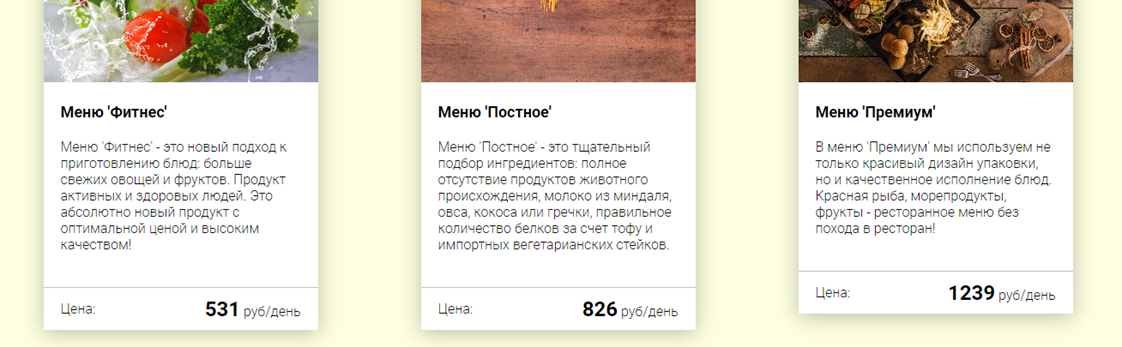 Меню 'Фитнес'
Меню 'Фитнес' - это новый подход к
приготовлению блюд: больше
свежих овощей и фруктов. Продукт
активных и здоровых людей. Это
абсолютно новый продукт с
оптимальной ценой и высоким
качеством!
Цена: 531 руб/день
Меню 'Постное'
Меню 'Постное' - это тщательный
подбор ингредиентов: полное
отсутствие продуктов животного
происхождения, молоко из миндаля,
овса, кокоса или гречки, правильное
количество белков за счет тофу и
импортных вегетарианских стейков.
Цена: 826 руб/день
Меню 'Премиум'
В меню 'Премиум' мы используем не
только красивый дизайн упаковки,
но и качественное исполнение блюд.
Красная рыба, морепродукты,
фрукты - ресторанное меню без
похода в ресторан!
Цена: 1239 руб/день